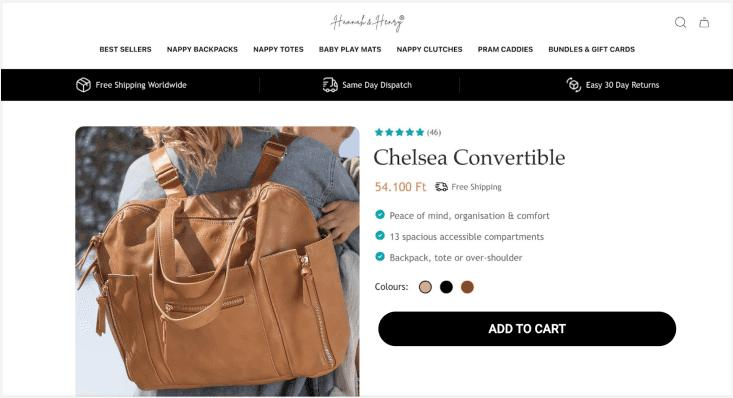 Hannah & Henry®
BEST SELLERS NAPPY BACKPACKS NAPPY TOTES BABY PLAY MATS NAPPY CLUTCHES PRAM CADDIES BUNDLES & GIFT CARDS
Free Shipping Worldwide Same Day Dispatch Easy 30 Day Returns
(46)
Chelsea Convertible
54.100 Ft Free Shipping
Peace of mind, organisation & comfort
13 spacious accessible compartments
Backpack, tote or over-shoulder
Colours:
ADD TO CART